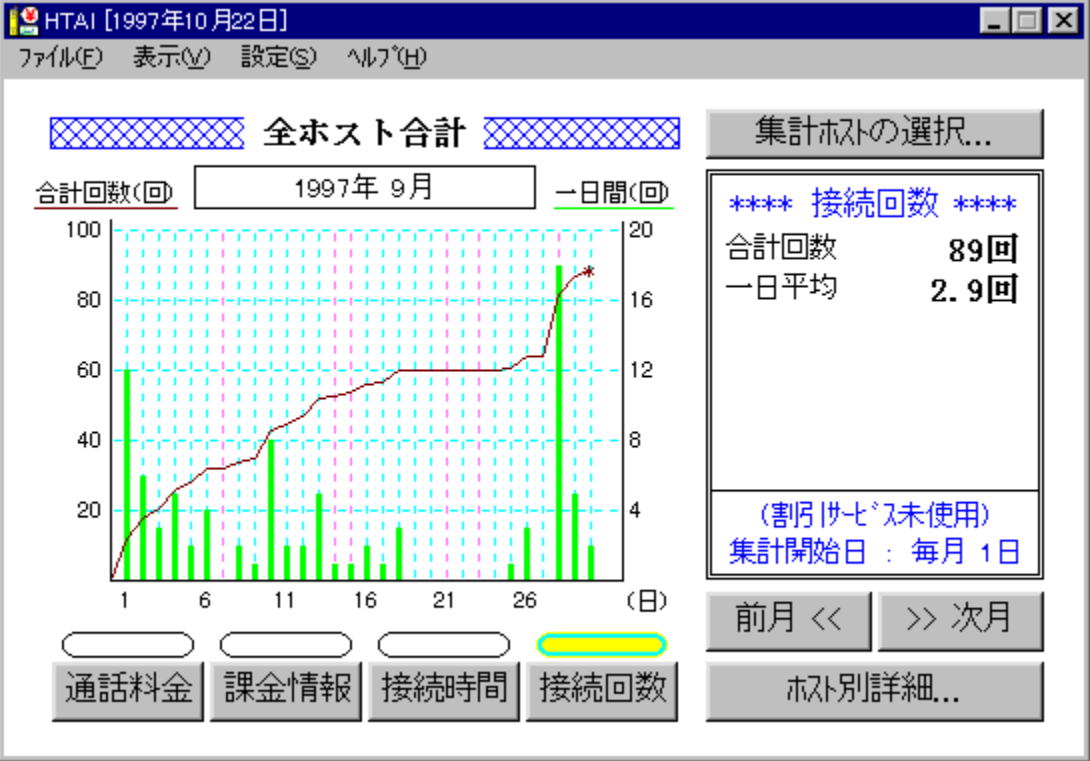 HTAI [1997年10月22日]
ﾌｧｲﾙ(F) 表示(V) 設定(S) ﾍﾙﾌﾟ(H)
全ホスト合計
合計回数(回) 1997年 9月 一日間(回)
100 20
80 16
60 12
40 8
20 4
1 6 11 16 21 26 (日)
通話料金 課金情報 接続時間 接続回数
集計ﾎｽﾄの選択...
**** 接続回数 ****
合計回数 89回
一日平均 2.9回
(割引ｻｰﾋﾞｽ未使用)
集計開始日 : 毎月 1日
前月 << >> 次月
ﾎｽﾄ別詳細...